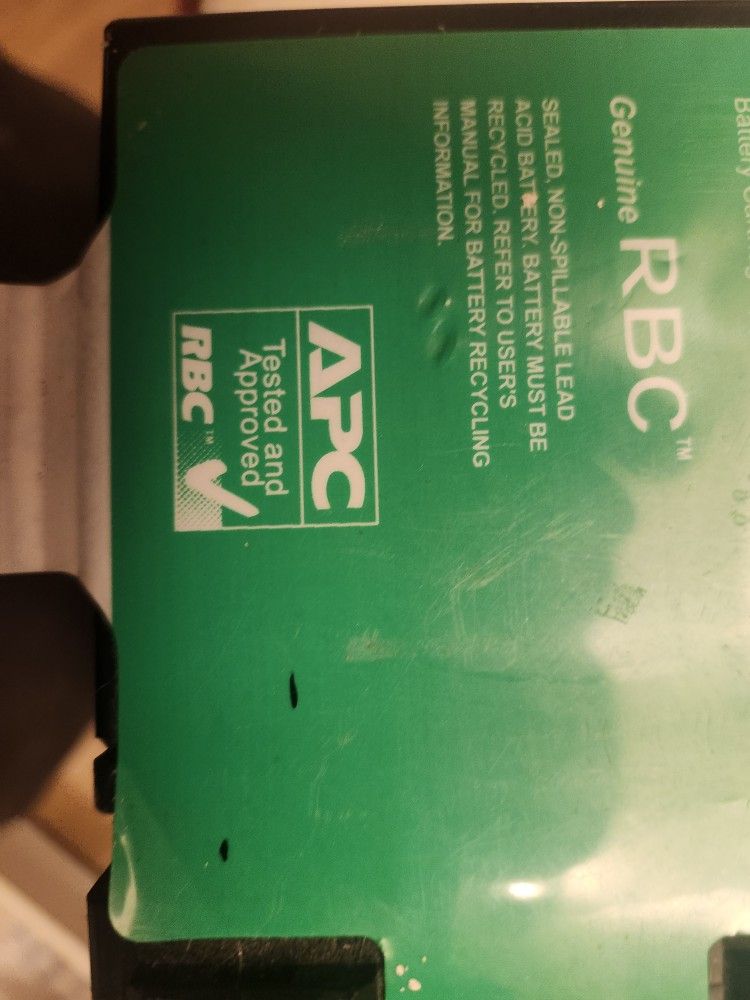 Genuine RBC™
SEALED, NON-SPILLABLE LEAD
ACID BATTERY. BATTERY MUST BE
RECYCLED. REFER TO USER'S
MANUAL FOR BATTERY RECYCLING
INFORMATION.
APC
Tested and
Approved
RBC™